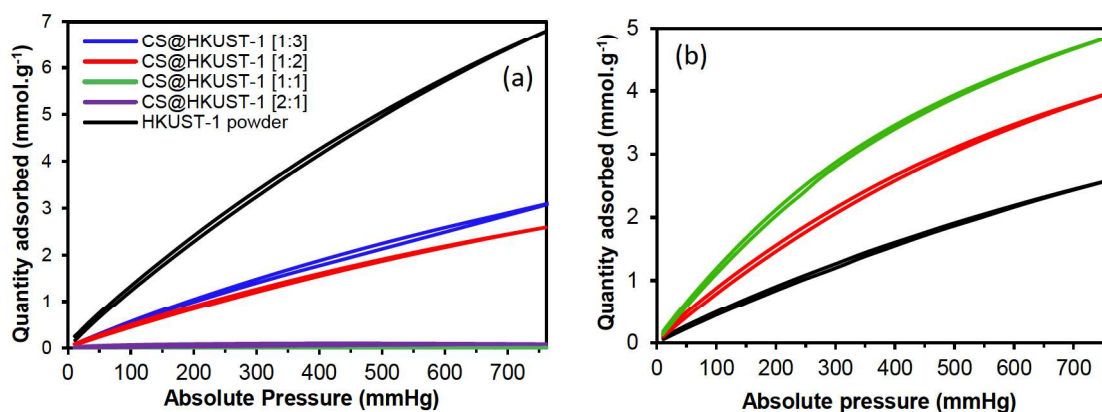 7
6
5
4
3
2
1
0
Quantity adsorbed (mmol.g⁻¹)
CS@HKUST-1 [1:3]
CS@HKUST-1 [1:2]
CS@HKUST-1 [1:1]
CS@HKUST-1 [2:1]
HKUST-1 powder
(a)
0 100 200 300 400 500 600 700
Absolute Pressure (mmHg)
5
4
3
2
1
0
Quantity adsorbed (mmol.g⁻¹)
(b)
0 100 200 300 400 500 600 700
Absolute pressure (mmHg)